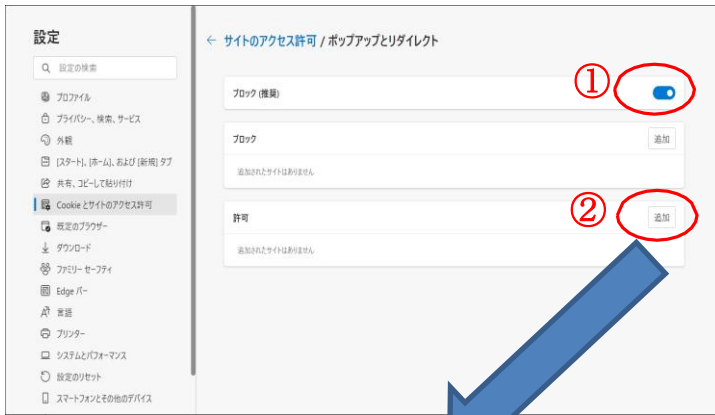 設定
設定の検索
プロファイル
プライバシー、検索、サービス
外観
[スタート]、[ホーム]、および [新規] タブ
共有、コピーして貼り付け
Cookie とサイトのアクセス許可
既定のブラウザー
ダウンロード
ファミリー セーフティ
Edge バー
言語
プリンター
システムとパフォーマンス
設定のリセット
スマートフォンとその他のデバイス
← サイトのアクセス許可 / ポップアップとリダイレクト
ブロック (推奨)
①
ブロック
追加
追加されたサイトはありません
許可
②
追加
追加されたサイトはありません